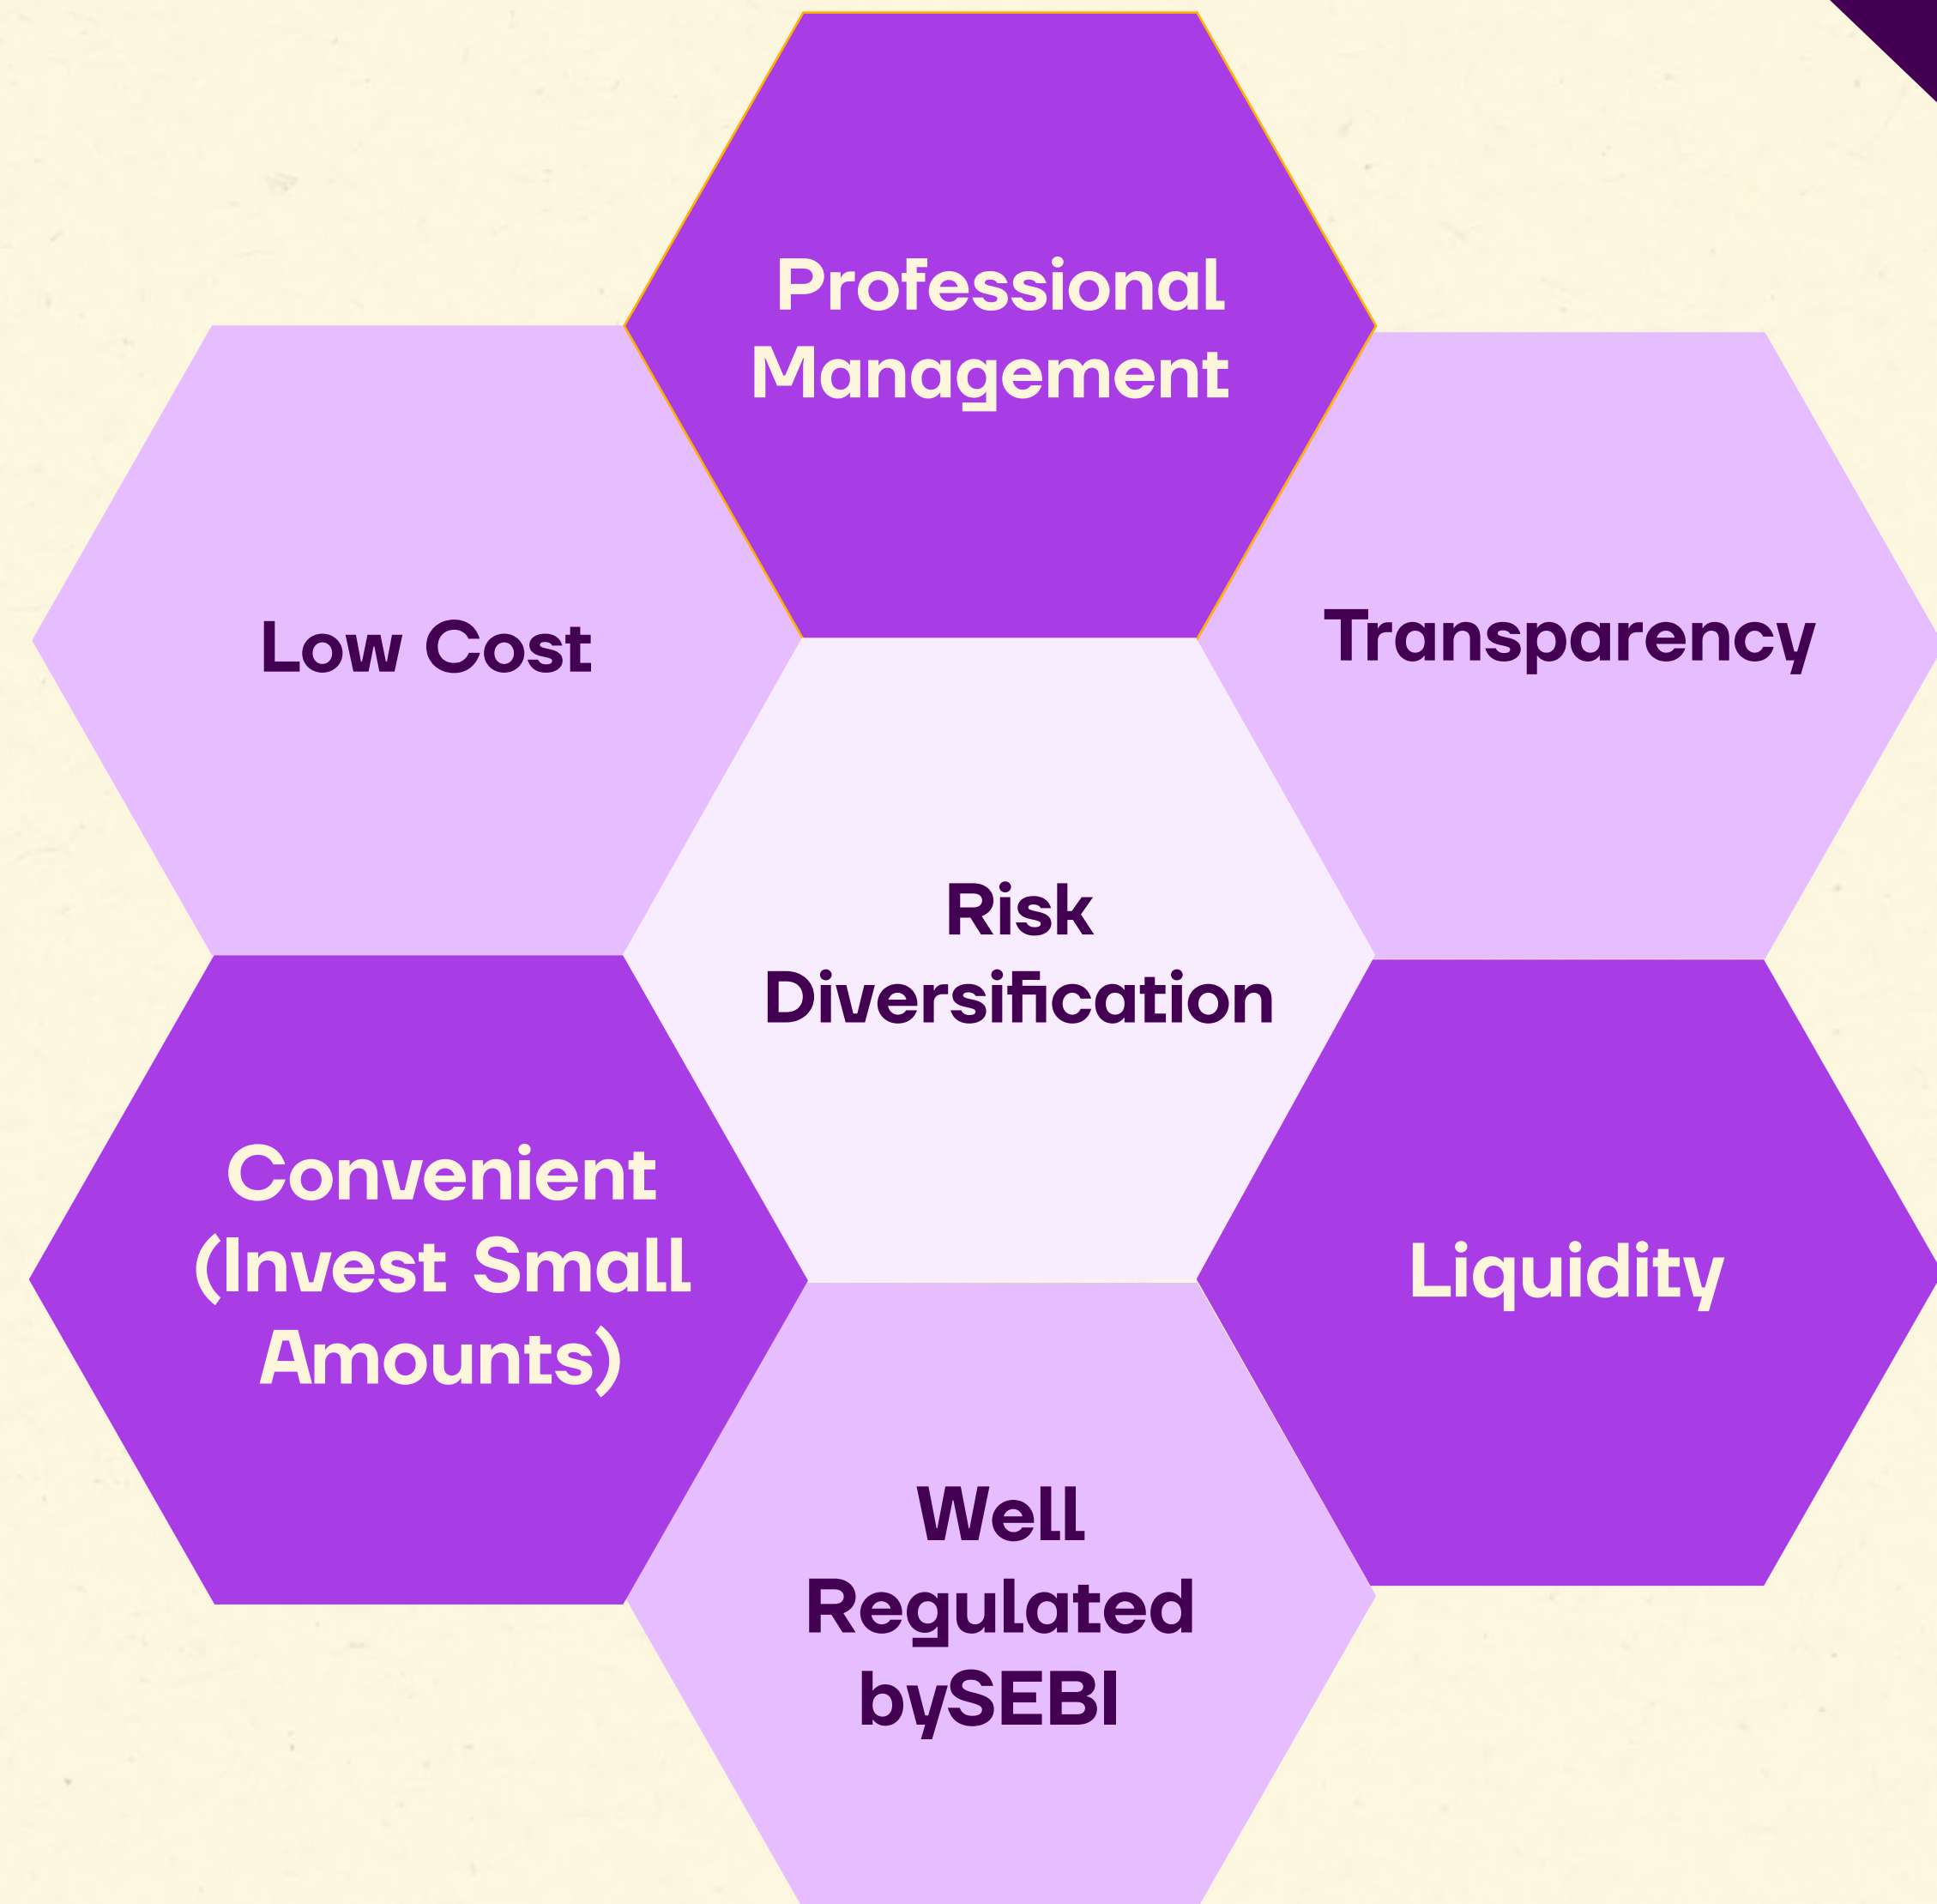 Professional
Management
Low Cost
Transparency
Risk
Diversification
Convenient
(Invest Small
Amounts)
Liquidity
Well
Regulated
bySEBI